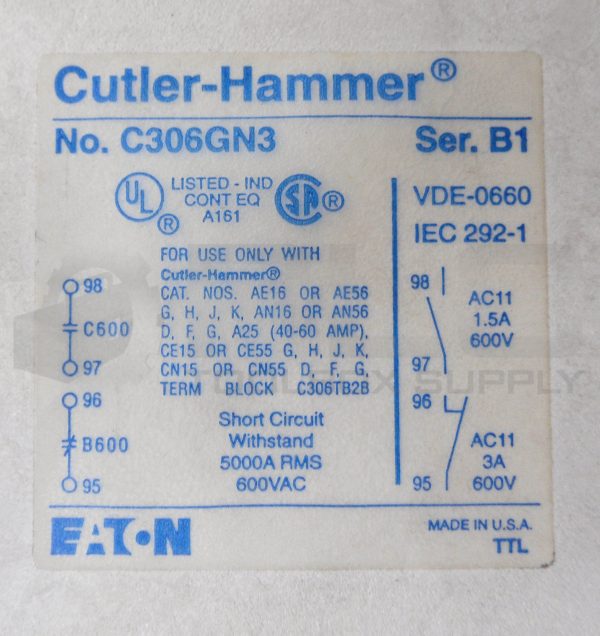 Cutler-Hammer®
No. C306GN3 Ser. B1
UL ® LISTED - IND
CONT EQ
A161
SA ®
VDE-0660
IEC 292-1
FOR USE ONLY WITH
Cutler-Hammer®
CAT. NOS. AE16 OR AE56
G, H, J, K, AN16 OR AN56
D, F, G, A25 (40-60 AMP),
CE15 OR CE55 G, H, J, K,
CN15 OR CN55 D, F, G,
TERM BLOCK C306TB2B
Short Circuit
Withstand
5000A RMS
600VAC
98
C600
97
96
B600
95
98
AC11
1.5A
600V
97
96
AC11
3A
600V
95
EATON
MADE IN U.S.A.
TTL